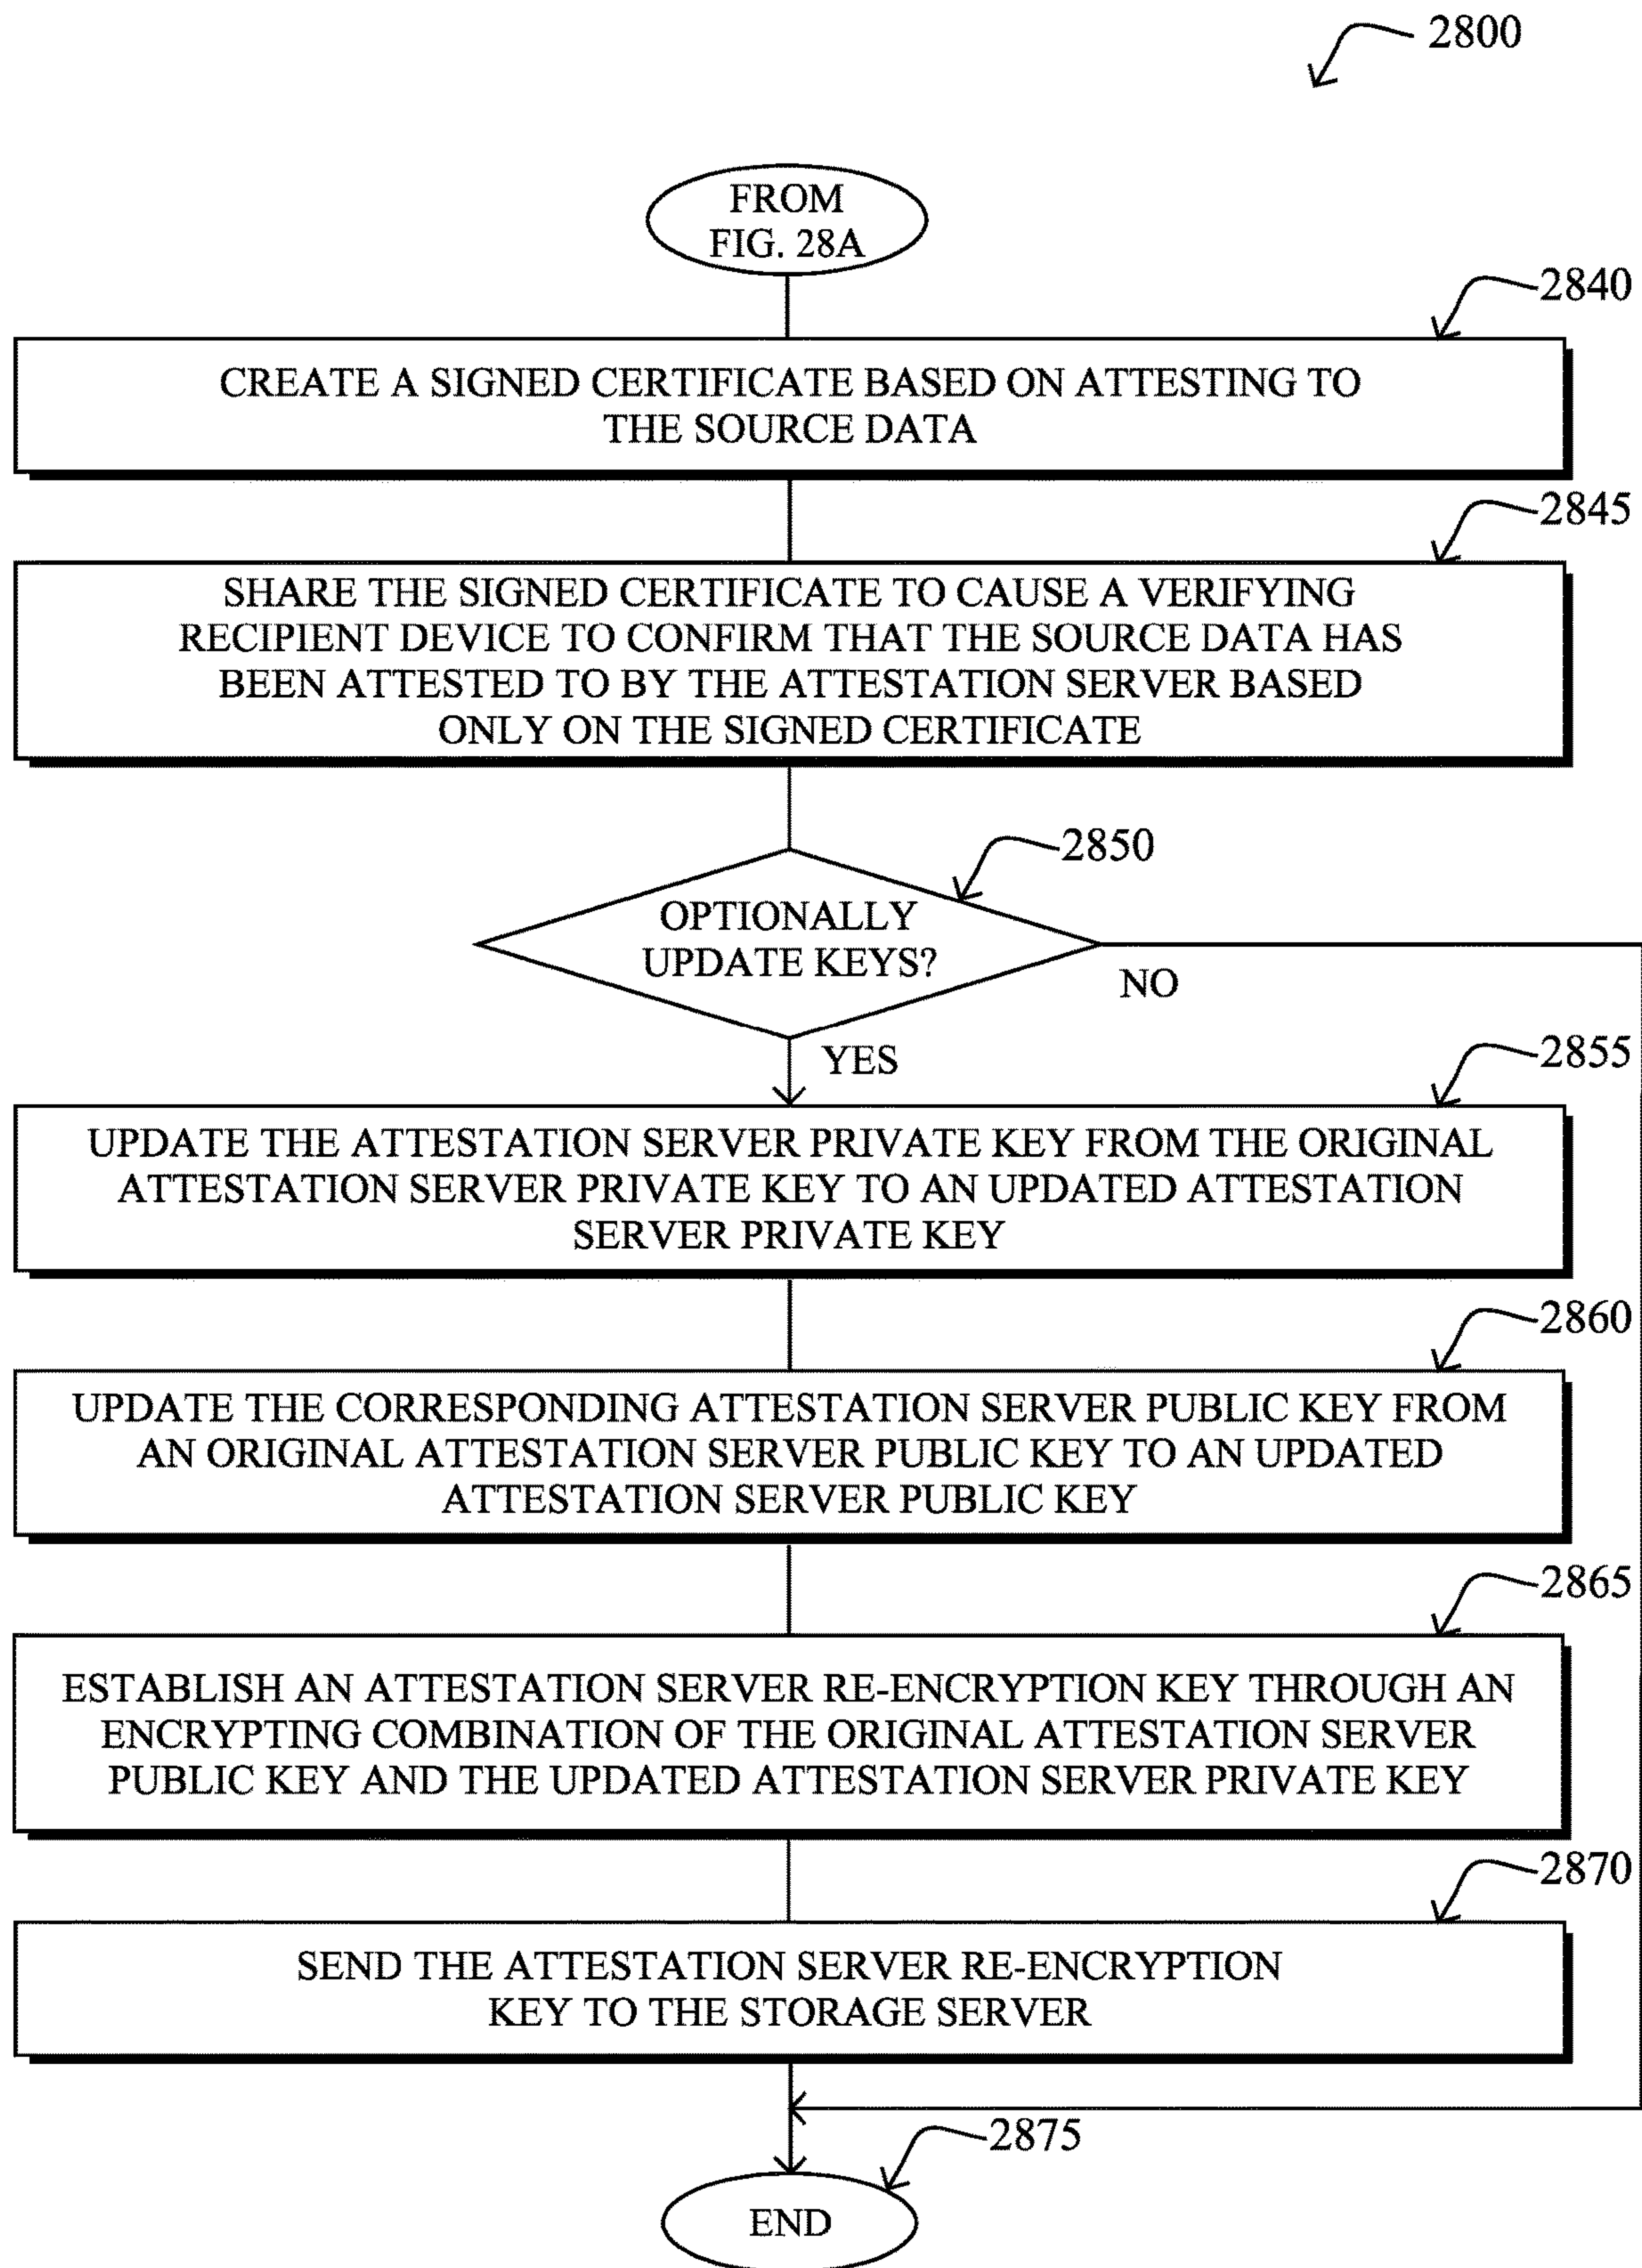 2800
FROM
FIG. 28A
2840
CREATE A SIGNED CERTIFICATE BASED ON ATTESTING TO
THE SOURCE DATA
2845
SHARE THE SIGNED CERTIFICATE TO CAUSE A VERIFYING
RECIPIENT DEVICE TO CONFIRM THAT THE SOURCE DATA HAS
BEEN ATTESTED TO BY THE ATTESTATION SERVER BASED
ONLY ON THE SIGNED CERTIFICATE
2850
OPTIONALLY
UPDATE KEYS?
NO
YES
2855
UPDATE THE ATTESTATION SERVER PRIVATE KEY FROM THE ORIGINAL
ATTESTATION SERVER PRIVATE KEY TO AN UPDATED ATTESTATION
SERVER PRIVATE KEY
2860
UPDATE THE CORRESPONDING ATTESTATION SERVER PUBLIC KEY FROM
AN ORIGINAL ATTESTATION SERVER PUBLIC KEY TO AN UPDATED
ATTESTATION SERVER PUBLIC KEY
2865
ESTABLISH AN ATTESTATION SERVER RE-ENCRYPTION KEY THROUGH AN
ENCRYPTING COMBINATION OF THE ORIGINAL ATTESTATION SERVER
PUBLIC KEY AND THE UPDATED ATTESTATION SERVER PRIVATE KEY
2870
SEND THE ATTESTATION SERVER RE-ENCRYPTION
KEY TO THE STORAGE SERVER
2875
END